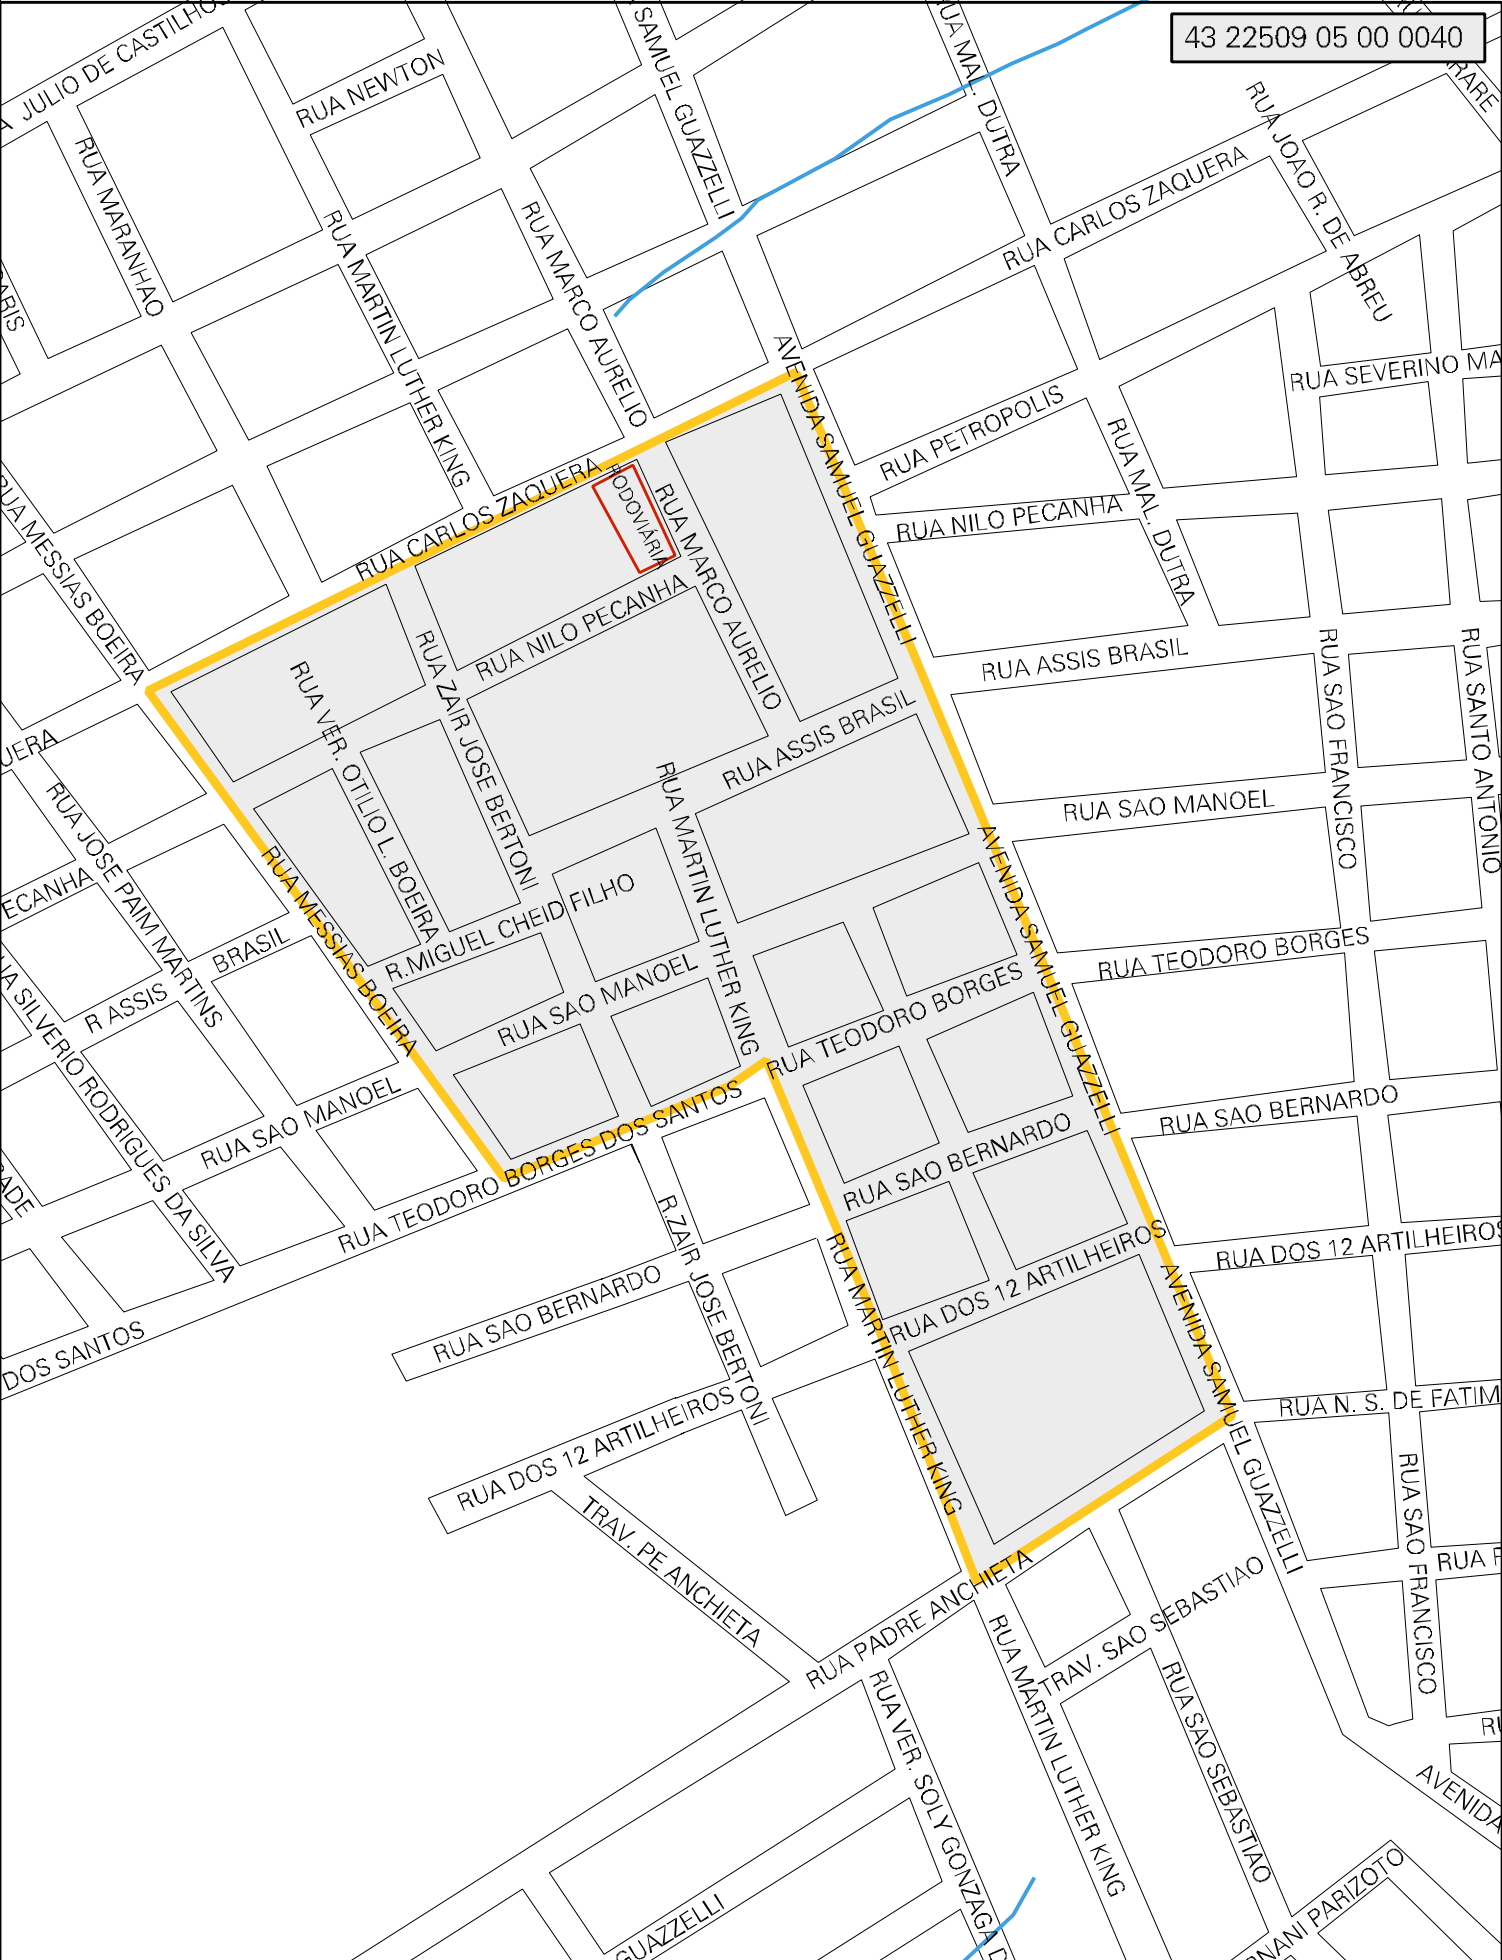 43 22509 05 00 0040
JULIO DE CASTILHOS
RUA NEWTON
SAMUEL GUAZZELLI
RUA MAL. DUTRA
RUA JOAO R. DE ABREU
RUA MARANHAO
RUA MARTIN LUTHER KING
RUA MARCO AURELIO
RUA CARLOS ZAQUERA
RUA SEVERINO MA
RUA PETROPOLIS
AVENIDA SAMUEL GUAZZELLI
RUA MAL. DUTRA
RUA NILO PECANHA
RUA CARLOS ZAQUERA
RODOVIÁRIA
RUA MARCO AURELIO
RUA MESSIAS BOEIRA
RUA NILO PECANHA
RUA ZAIR JOSE BERTONI
RUA VER. OTILIO L. BOEIRA
RUA ASSIS BRASIL
RUA ASSIS BRASIL
RUA SAO FRANCISCO
RUA SANTO ANTONIO
UERA
RUA SAO MANOEL
RUA MARTIN LUTHER KING
RUA JOSE PAIM MARTINS
ECANHA
RUA MESSIAS BOEIRA
R.MIGUEL CHEID FILHO
AVENIDA SAMUEL GUAZZELLI
R ASSIS BRASIL
RUA SAO MANOEL
RUA TEODORO BORGES
RUA TEODORO BORGES
UA SILVERIO RODRIGUES DA SILVA
RUA SAO MANOEL
RUA SAO BERNARDO
RUA SAO BERNARDO
ADE
RUA TEODORO BORGES DOS SANTOS
R.ZAIR JOSE BERTONI
RUA DOS 12 ARTILHEIROS
RUA DOS 12 ARTILHEIROS
RUA SAO BERNARDO
DOS SANTOS
RUA MARTIN LUTHER KING
AVENIDA SAMUEL GUAZZELLI
RUA N. S. DE FATIM
RUA DOS 12 ARTILHEIROS
TRAV. PE ANCHIETA
RUA SAO FRANCISCO
RUA PADRE ANCHIETA
TRAV. SAO SEBASTIAO
RUA MARTIN LUTHER KING
RUA SAO SEBASTIAO
RUA VER. SOLY GONZAGA D
AVENIDA
GUAZZELLI
RNANI PARIZOTO